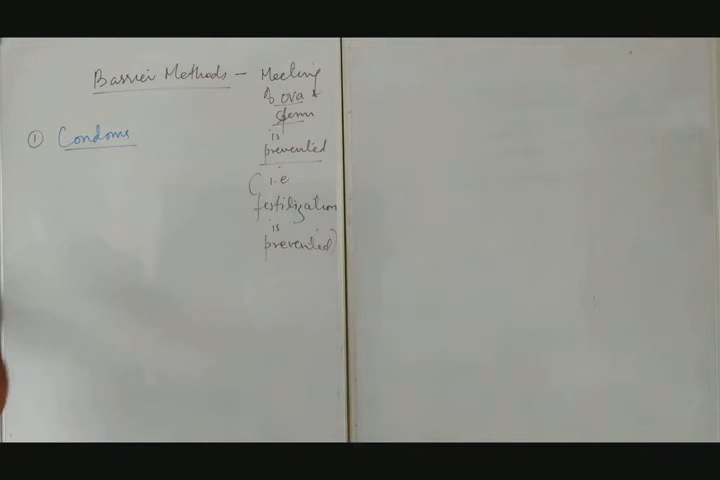 Barrier Methods - Meeting
of ova &
sperm
is
prevented
(i.e
fertilization
is
prevented)
① Condoms